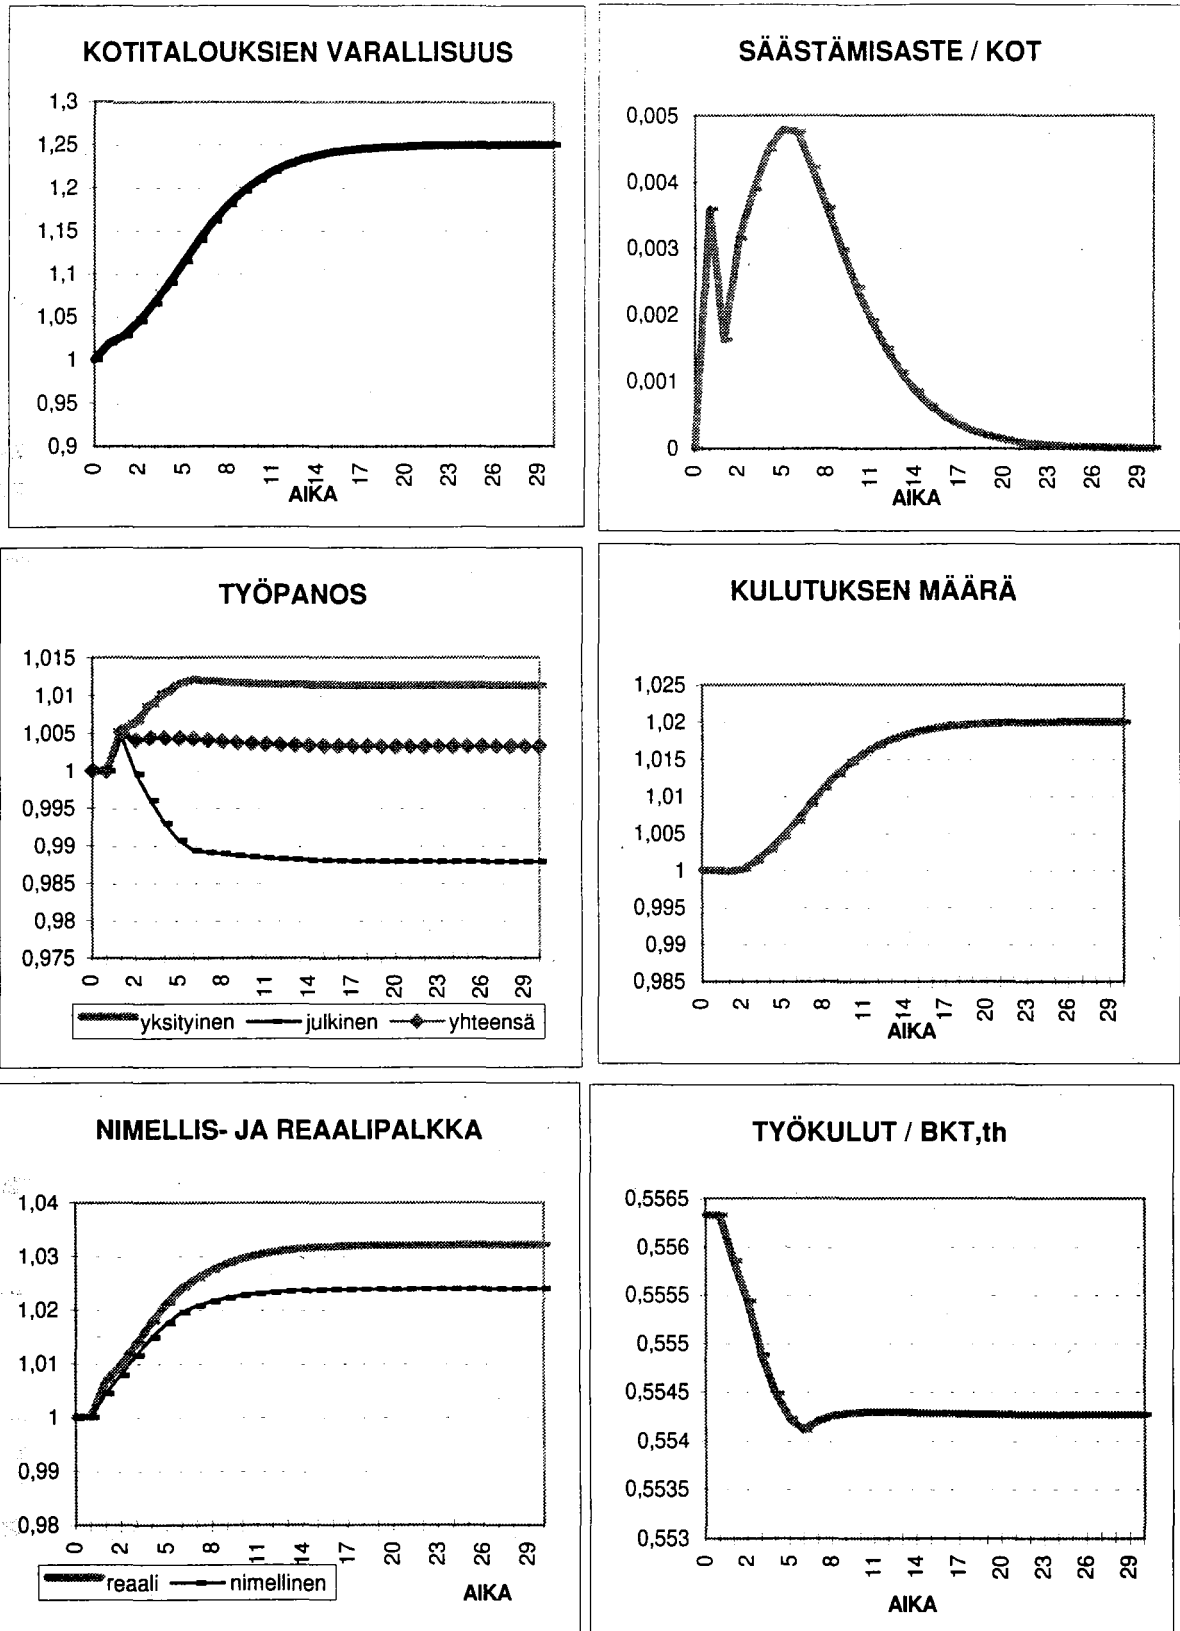 KOTITALOUKSIEN VARALLISUUS
1,3
1,25
1,2
1,15
1,1
1,05
1
0,95
0,9
0 2 5 8 11 14 17 20 23 26 29
AIKA
SÄÄSTÄMISASTE / KOT
0,005
0,004
0,003
0,002
0,001
0
0 2 5 8 11 14 17 20 23 26 29
AIKA
TYÖPANOS
1,015
1,01
1,005
1
0,995
0,99
0,985
0,98
0,975
0 2 5 8 11 14 17 20 23 26 29
yksityinen julkinen yhteensä
KULUTUKSEN MÄÄRÄ
1,025
1,02
1,015
1,01
1,005
1
0,995
0,99
0,985
0 2 5 8 11 14 17 20 23 26 29
AIKA
NIMELLIS- JA REAALIPALKKA
1,04
1,03
1,02
1,01
1
0,99
0,98
0 2 5 8 11 14 17 20 23 26 29
reaali nimellinen
AIKA
TYÖKULUT / BKT,th
0,5565
0,556
0,5555
0,555
0,5545
0,554
0,5535
0,553
0 2 5 8 11 14 17 20 23 26 29
AIKA